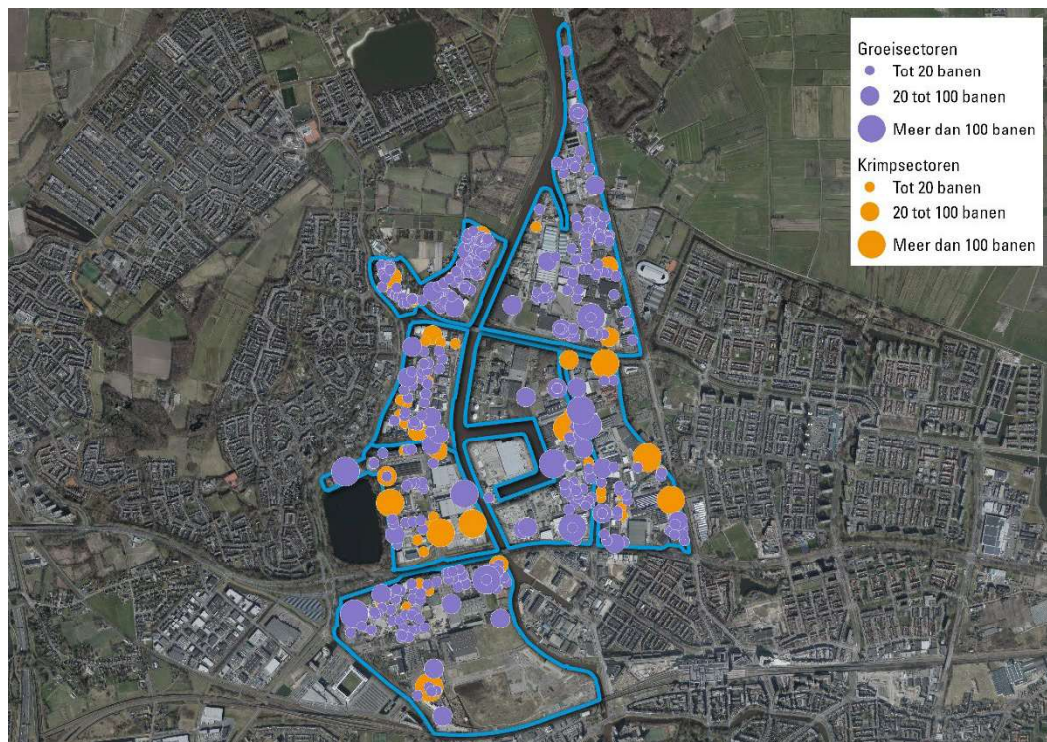 Groeisectoren
Tot 20 banen
20 tot 100 banen
Meer dan 100 banen
Krimpsectoren
Tot 20 banen
20 tot 100 banen
Meer dan 100 banen